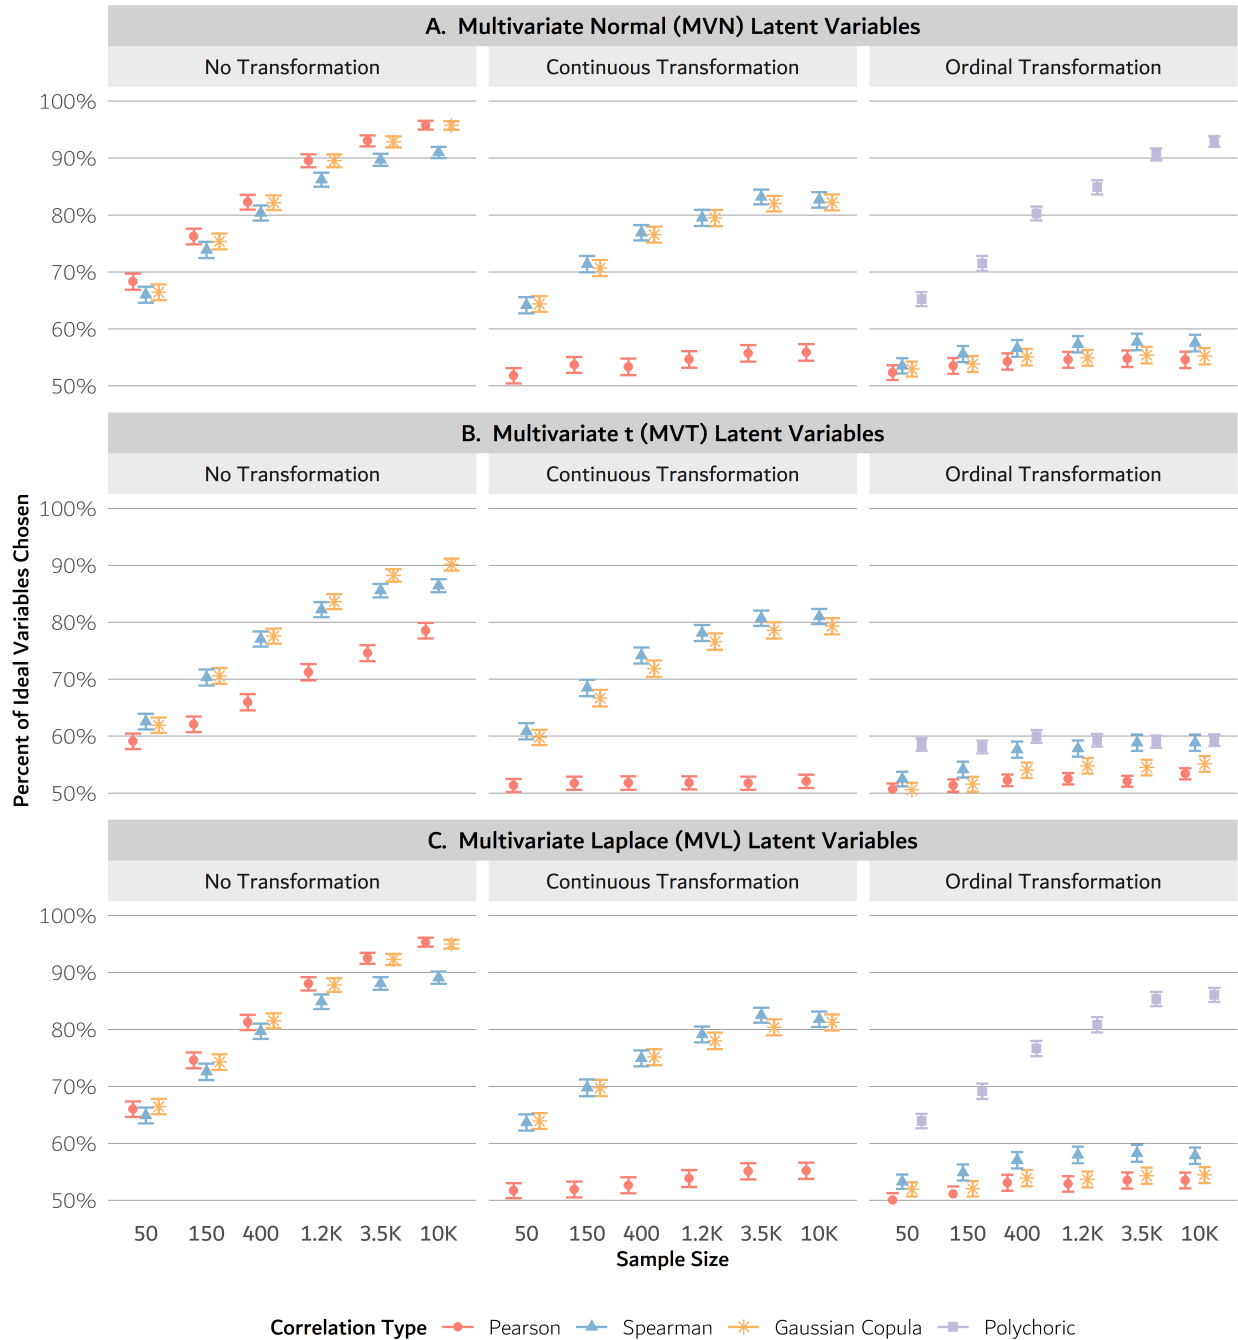 A. Multivariate Normal (MVN) Latent Variables
No Transformation
Continuous Transformation
Ordinal Transformation
100%
90%
80%
70%
60%
50%
B. Multivariate t (MVT) Latent Variables
No Transformation
Continuous Transformation
Ordinal Transformation
100%
90%
80%
70%
60%
50%
Percent of Ideal Variables Chosen
C. Multivariate Laplace (MVL) Latent Variables
No Transformation
Continuous Transformation
Ordinal Transformation
100%
90%
80%
70%
60%
50%
50 150 400 1.2K 3.5K 10K
50 150 400 1.2K 3.5K 10K
50 150 400 1.2K 3.5K 10K
Sample Size
Correlation Type Pearson Spearman Gaussian Copula Polychoric